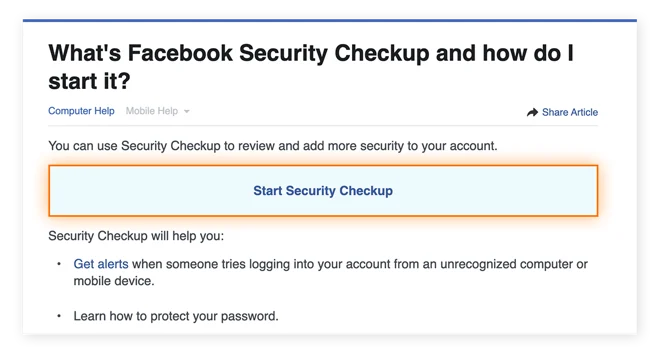 What's Facebook Security Checkup and how do I
start it?
Computer Help Mobile Help
Share Article
You can use Security Checkup to review and add more security to your account.
Start Security Checkup
Security Checkup will help you:
• Get alerts when someone tries logging into your account from an unrecognized computer or
mobile device.
• Learn how to protect your password.